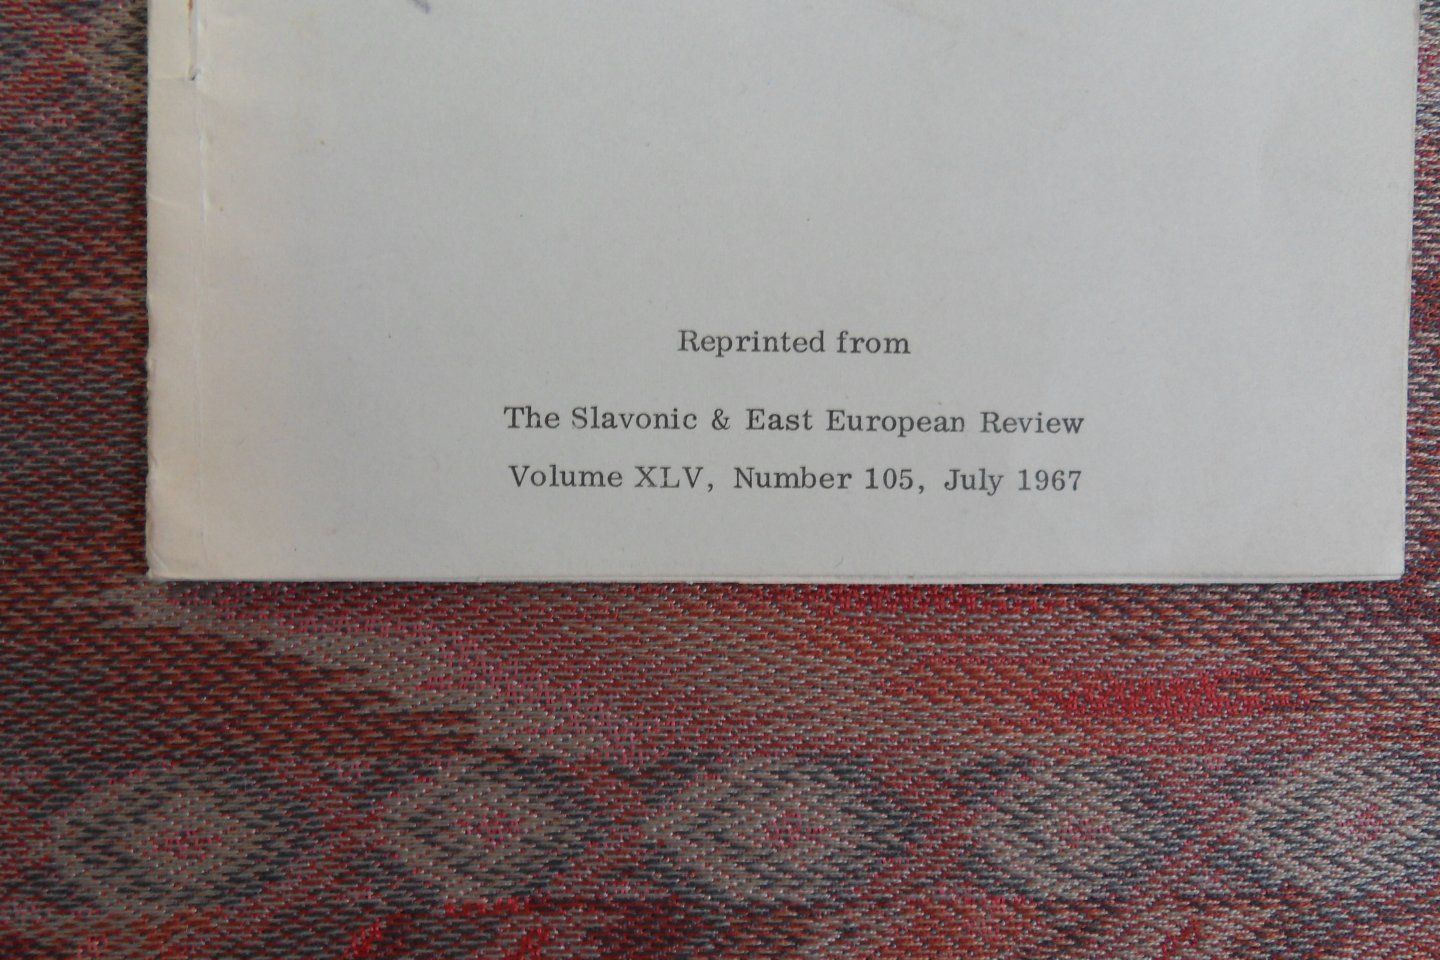 Reprinted from
The Slavonic & East European Review
Volume XLV, Number 105, July 1967